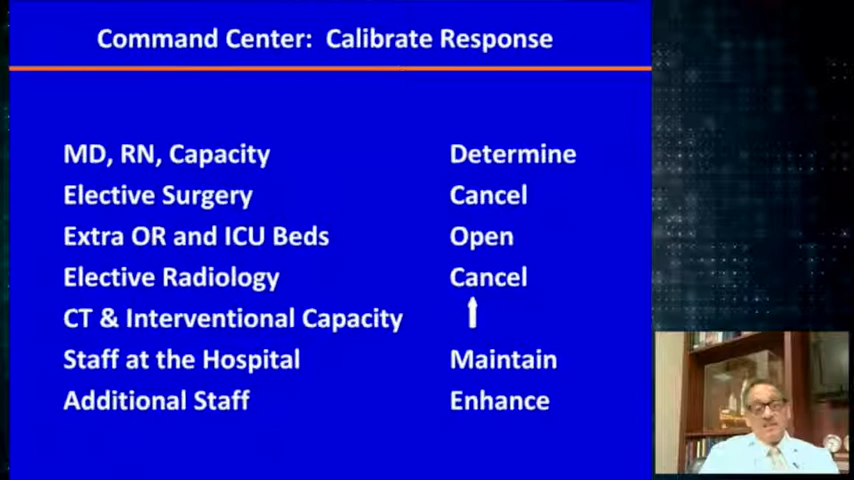 Command Center: Calibrate Response
MD, RN, Capacity Determine
Elective Surgery Cancel
Extra OR and ICU Beds Open
Elective Radiology Cancel
CT & Interventional Capacity ↑
Staff at the Hospital Maintain
Additional Staff Enhance